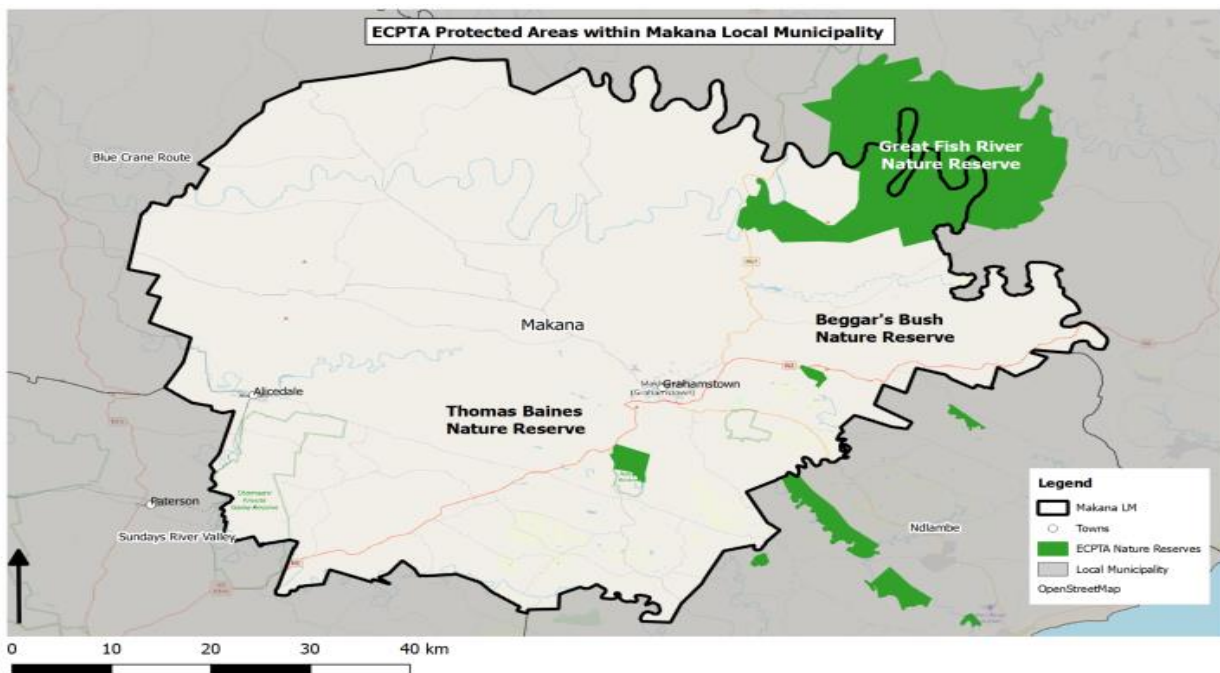 ECPTA Protected Areas within Makana Local Municipality
Great Fish River
Nature Reserve
Blue Crane Route
Beggar's Bush
Nature Reserve
Makana
Grahamstown
(Grahamstown)
Alicedale
Thomas Baines
Nature Reserve
Paterson
Sundays River Valley
Ndlambe
Legend
Makana LM
Towns
ECPTA Nature Reserves
Local Municipality
OpenStreetMap
0 10 20 30 40 km